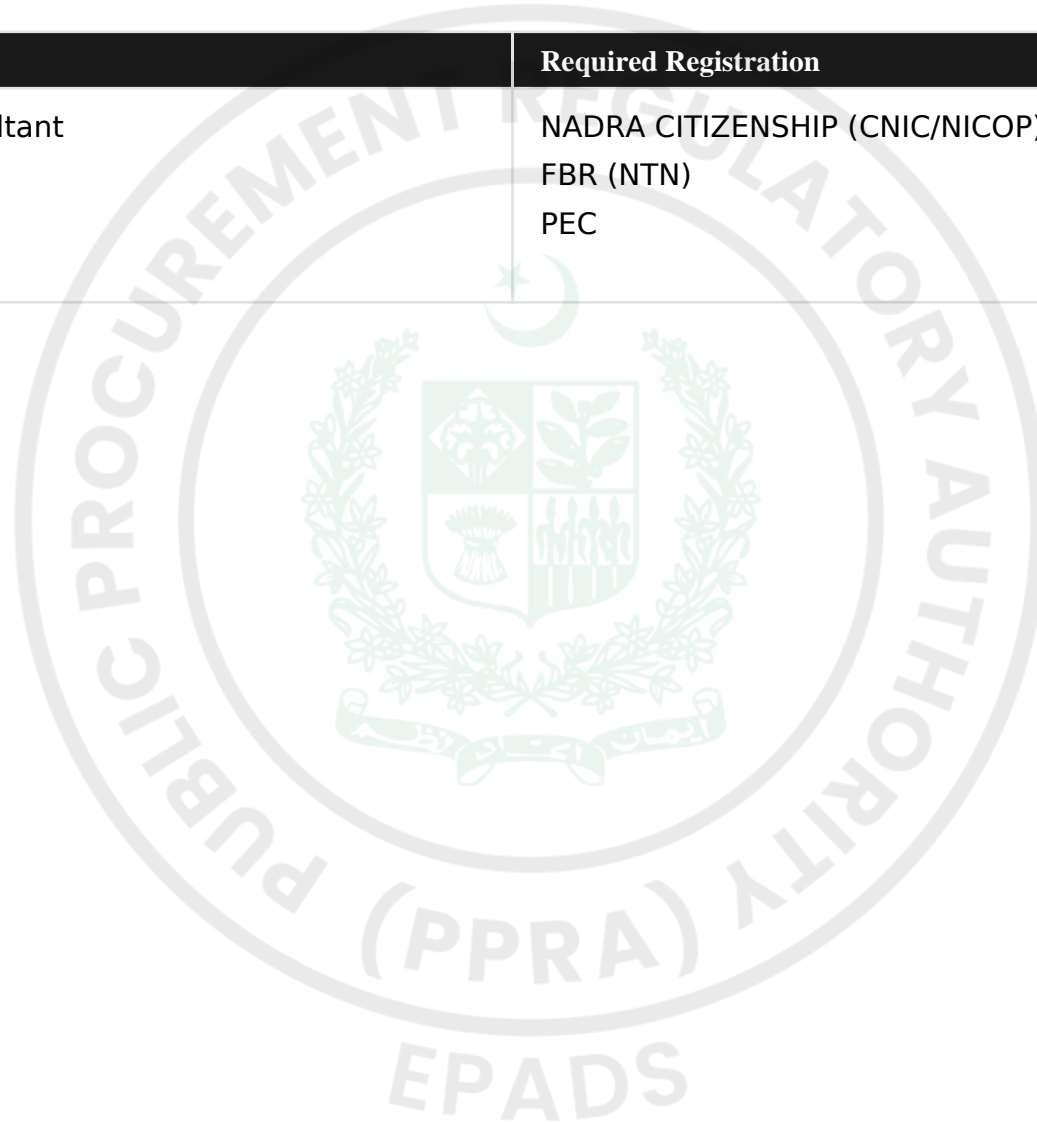 Required Registration
ltant
NADRA CITIZENSHIP (CNIC/NICOP)
FBR (NTN)
PEC
PUBLIC PROCUREMENT REGULATORY AUTHORITY
(PPRA)
EPADS